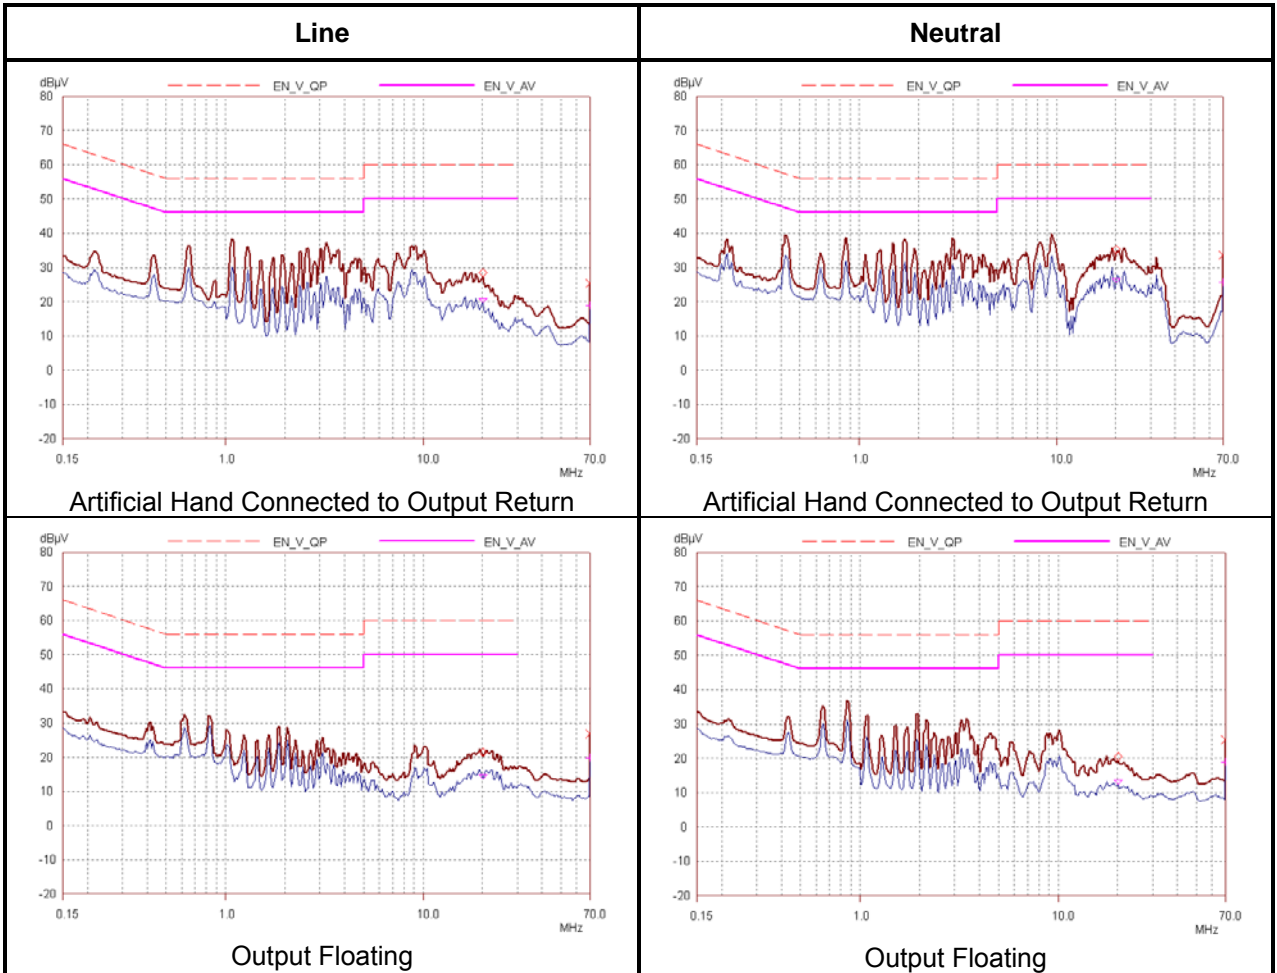 Line
Neutral
dBµV
EN_V_QP
EN_V_AV
80
70
60
50
40
30
20
10
0
-10
-20
0.15
1.0
10.0
70.0
MHz
Artificial Hand Connected to Output Return
dBµV
EN_V_QP
EN_V_AV
80
70
60
50
40
30
20
10
0
-10
-20
0.15
1.0
10.0
70.0
MHz
Artificial Hand Connected to Output Return
dBµV
EN_V_QP
EN_V_AV
80
70
60
50
40
30
20
10
0
-10
-20
0.15
1.0
10.0
70.0
MHz
Output Floating
dBµV
EN_V_QP
EN_V_AV
80
70
60
50
40
30
20
10
0
-10
-20
0.15
1.0
10.0
70.0
MHz
Output Floating